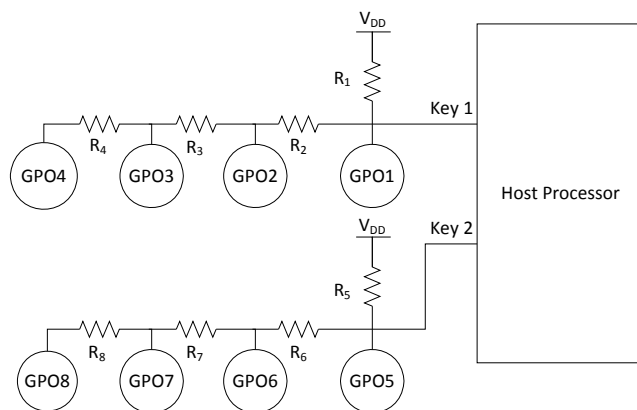 VDD
R1
Key 1
R4
R3
R2
GPO4
GPO3
GPO2
GPO1
Host Processor
VDD
Key 2
R5
R8
R7
R6
GPO8
GPO7
GPO6
GPO5